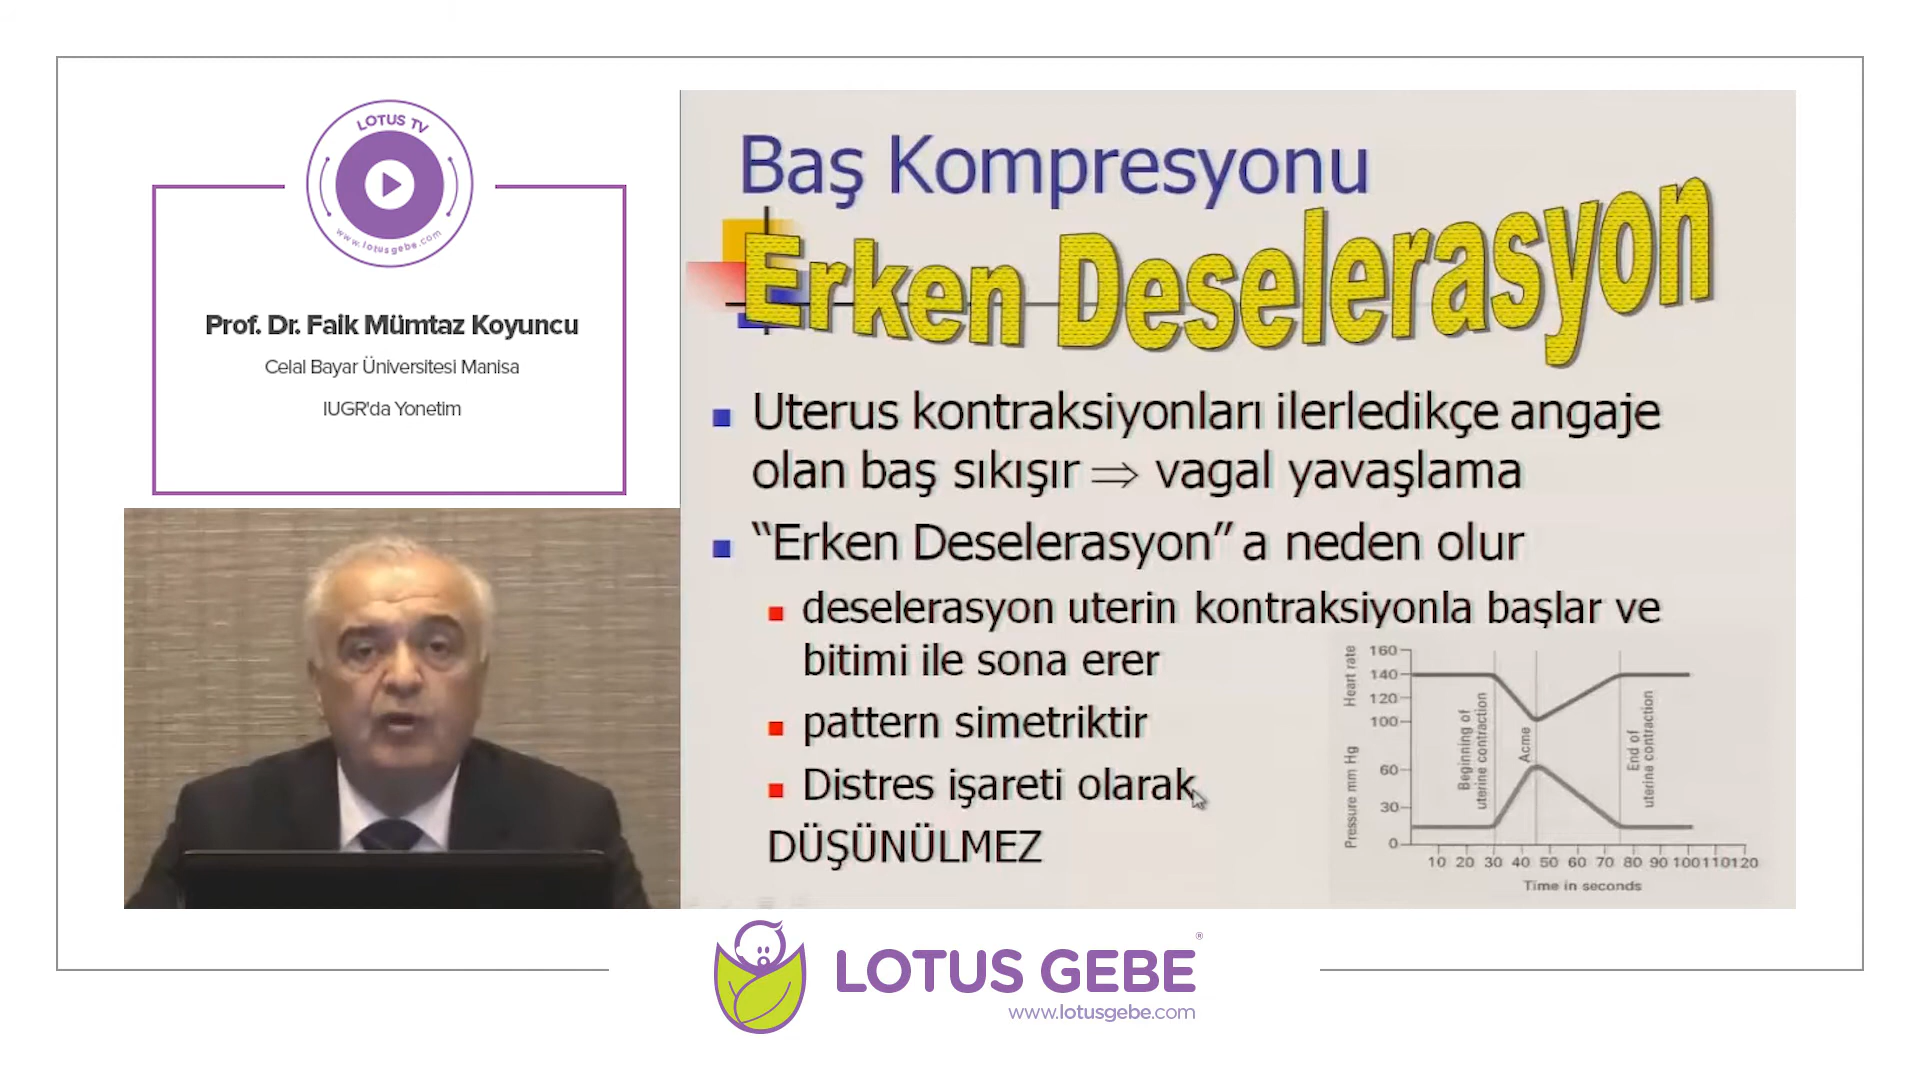 LOTUS TV
www.lotusgebe.com
Prof. Dr. Faik Mümtaz Koyuncu
Celal Bayar Üniversitesi Manisa
IUGR'da Yonetim
Baş Kompresyonu
Erken Deselerasyon
Uterus kontraksiyonları ilerledikçe angaje
olan baş sıkışır ⇒ vagal yavaşlama
“Erken Deselerasyon” a neden olur
deselerasyon uterin kontraksiyonla başlar ve
bitimi ile sona erer
pattern simetriktir
Distres işareti olarak
DÜŞÜNÜLMEZ
Heart rate
160
140
120
100
Pressure mm Hg
60
30
0
Beginning of
uterine contraction
Acme
End of
uterine contraction
10 20 30 40 50 60 70 80 90 100 110 120
Time in seconds
LOTUS GEBE®
www.lotusgebe.com